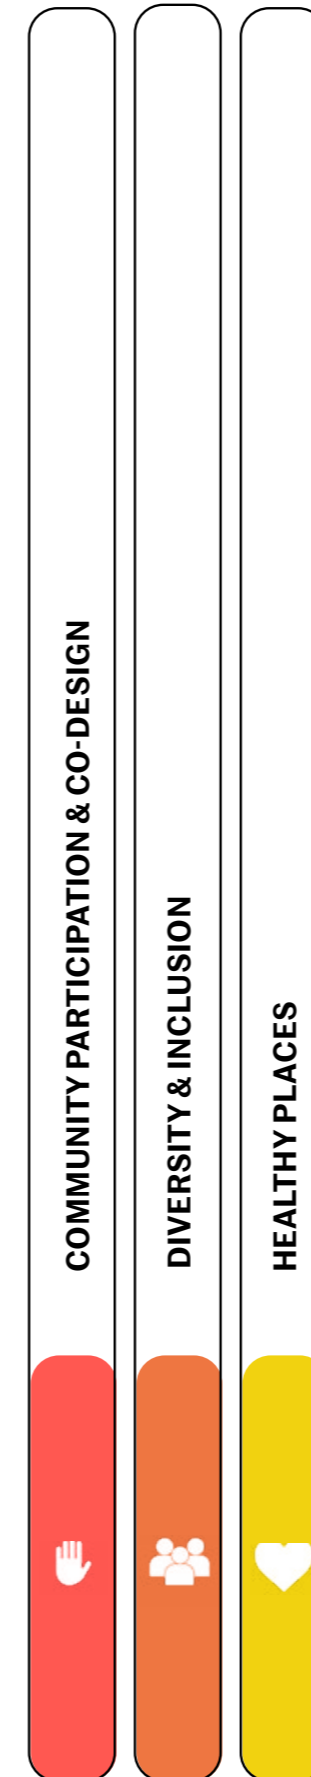 COMMUNITY PARTICIPATION & CO-DESIGN
DIVERSITY & INCLUSION
HEALTHY PLACES